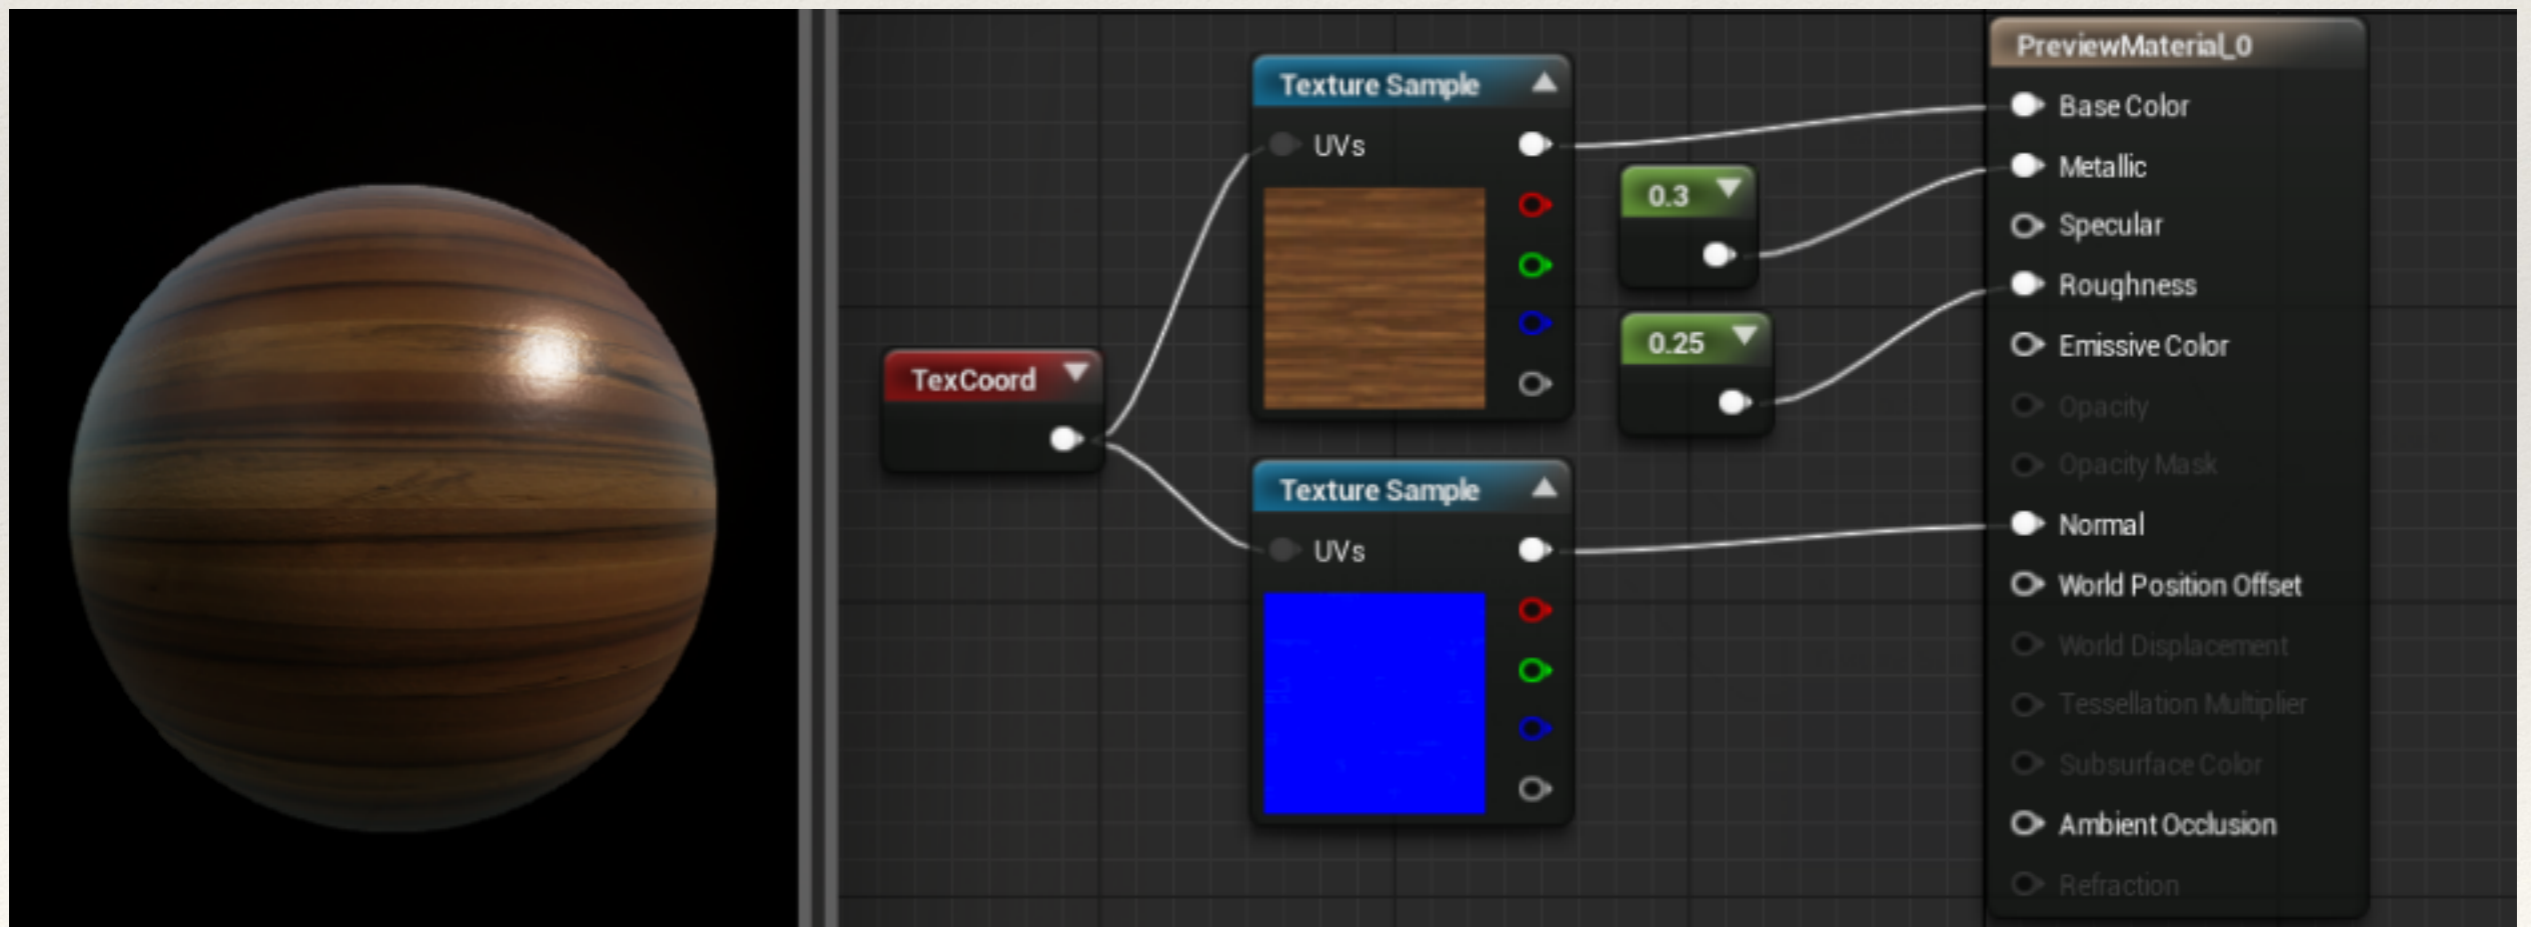 TexCoord
Texture Sample
UVs
Texture Sample
UVs
0.3
0.25
PreviewMaterial_0
Base Color
Metallic
Specular
Roughness
Emissive Color
Opacity
Opacity Mask
Normal
World Position Offset
World Displacement
Tessellation Multiplier
Subsurface Color
Ambient Occlusion
Refraction